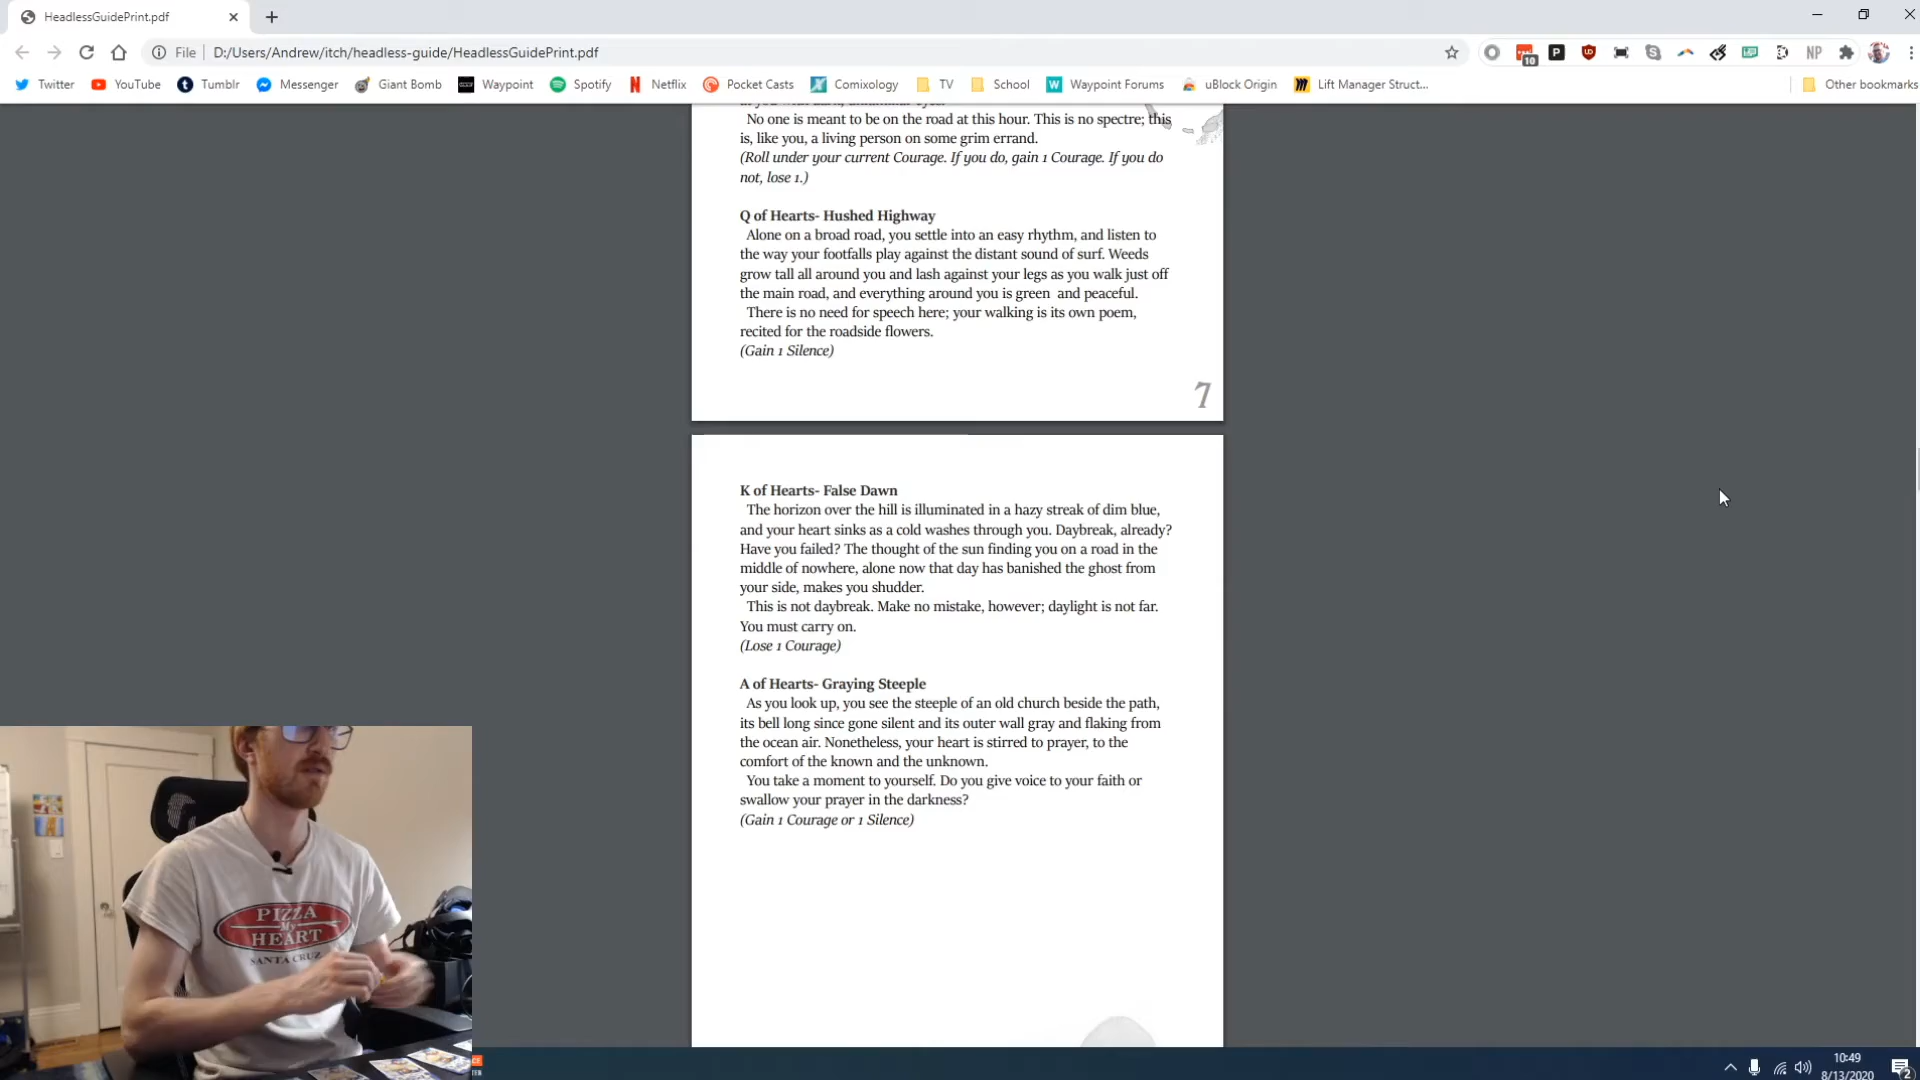 HeadlessGuidePrint.pdf
File
D:/Users/Andrew/itch/headless-guide/HeadlessGuidePrint.pdf
10
NP
Twitter
YouTube
Tumblr
Messenger
Giant Bomb
Waypoint
Spotify
Netflix
Pocket Casts
Comixology
TV
School
Waypoint Forums
uBlock Origin
Lift Manager Struct...
Other bookmarks
No one is meant to be on the road at this hour. This is no spectre; this
is, like you, a living person on some grim errand.
(Roll under your current Courage. If you do, gain 1 Courage. If you do
not, lose 1.)
Q of Hearts- Hushed Highway
Alone on a broad road, you settle into an easy rhythm, and listen to
the way your footfalls play against the distant sound of surf. Weeds
grow tall all around you and lash against your legs as you walk just off
the main road, and everything around you is green and peaceful.
There is no need for speech here; your walking is its own poem,
recited for the roadside flowers.
(Gain 1 Silence)
7
K of Hearts- False Dawn
The horizon over the hill is illuminated in a hazy streak of dim blue,
and your heart sinks as a cold washes through you. Daybreak, already?
Have you failed? The thought of the sun finding you on a road in the
middle of nowhere, alone now that day has banished the ghost from
your side, makes you shudder.
This is not daybreak. Make no mistake, however; daylight is not far.
You must carry on.
(Lose 1 Courage)
A of Hearts- Graying Steeple
As you look up, you see the steeple of an old church beside the path,
its bell long since gone silent and its outer wall gray and flaking from
the ocean air. Nonetheless, your heart is stirred to prayer, to the
comfort of the known and the unknown.
You take a moment to yourself. Do you give voice to your faith or
swallow your prayer in the darkness?
(Gain 1 Courage or 1 Silence)
PIZZA
My
HEART
SANTA CRUZ
10:49
8/13/2020
2